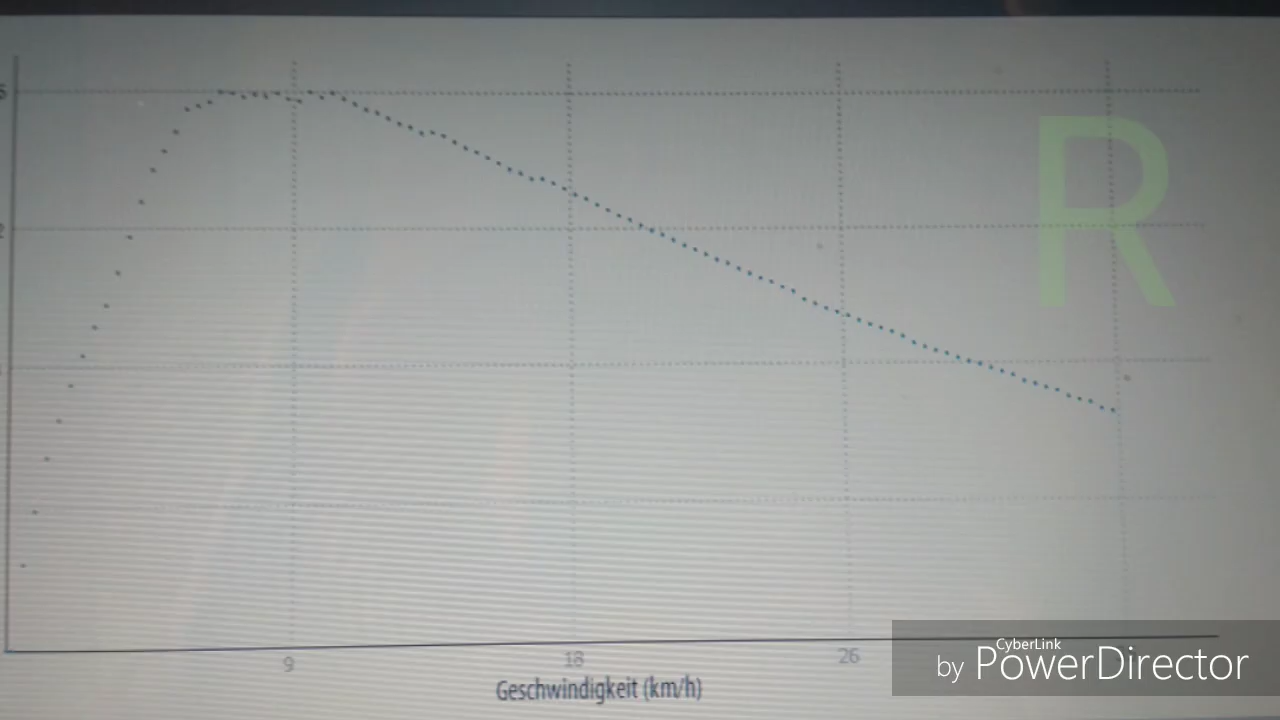 R
9
18
26
Geschwindigkeit (km/h)
CyberLink
by PowerDirector